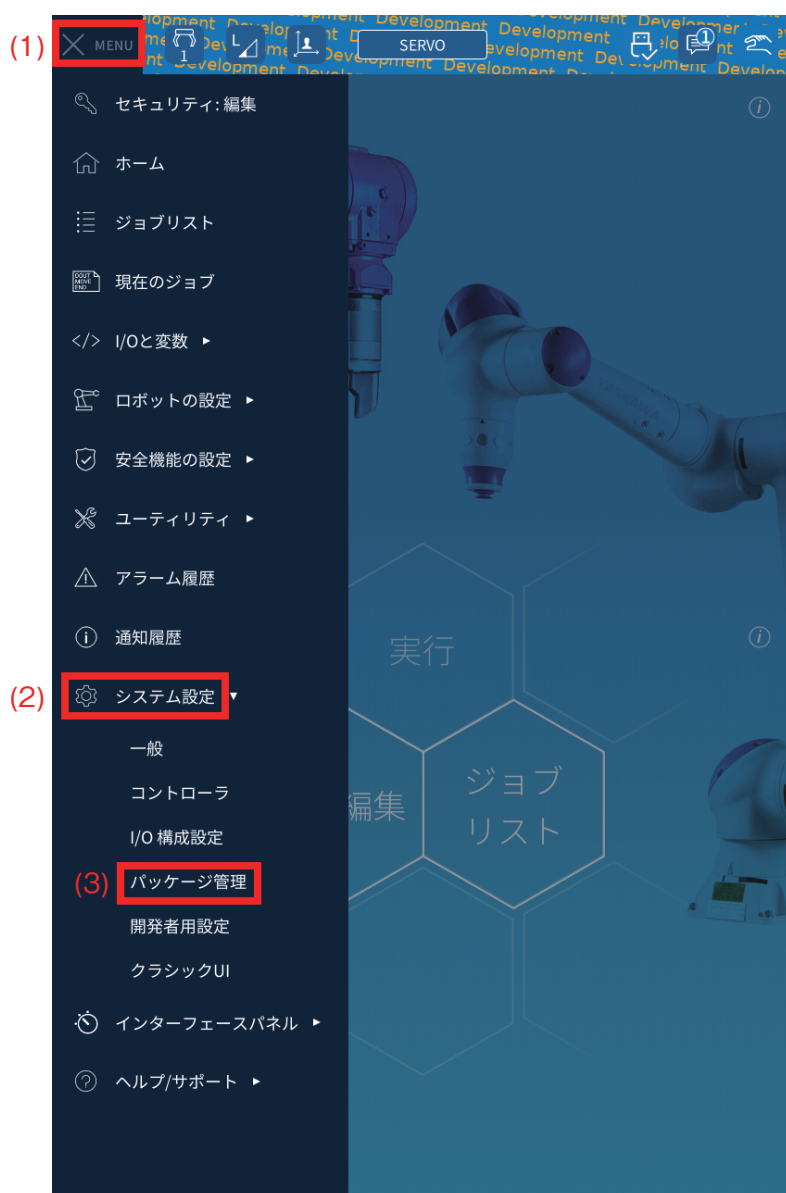 (1)
MENU
1
L
SERVO
1
Development
セキュリティ: 編集
ホーム
ジョブリスト
DOUT
MOVE
END
現在のジョブ
</> I/Oと変数 ▸
ロボットの設定 ▸
安全機能の設定 ▸
ユーティリティ ▸
アラーム履歴
通知履歴
(2) システム設定 ▾
一般
コントローラ
I/O 構成設定
(3) パッケージ管理
開発者用設定
クラシックUI
インターフェースパネル ▸
ヘルプ/サポート ▸
YASKAWA
実行
編集
ジョブ
リスト